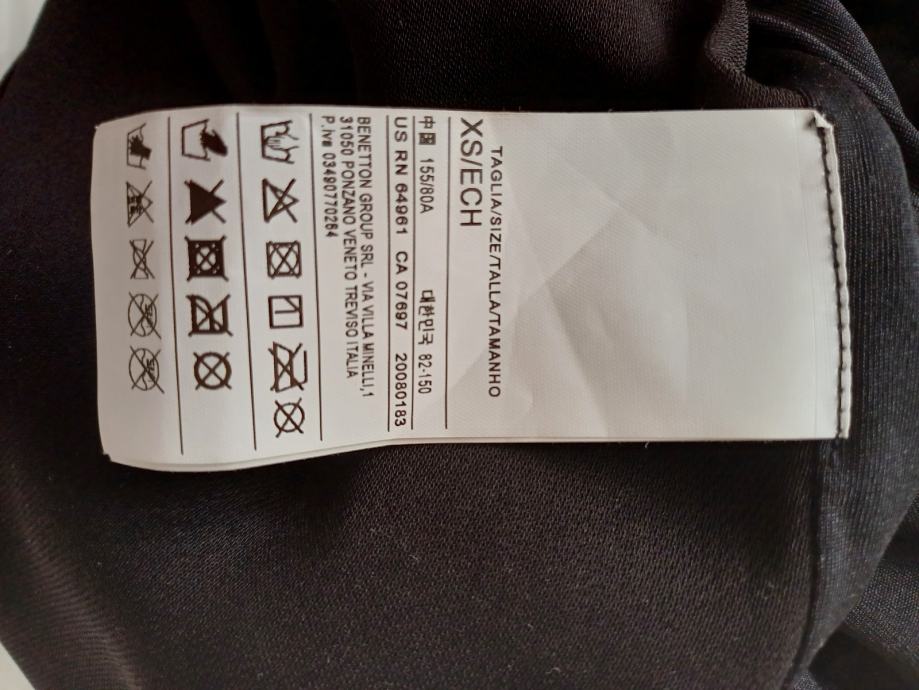 TAGLIA/SIZE/TALLA/TAMANHO
XS/ECH
中國 155/80A 대한민국 82-150
US RN 64961 CA 07697 20080183
BENETTON GROUP SRL - VIA VILLA MINELLI,1
31050 PONZANO VENETO TREVISO ITALIA
P.Iva 03490770264